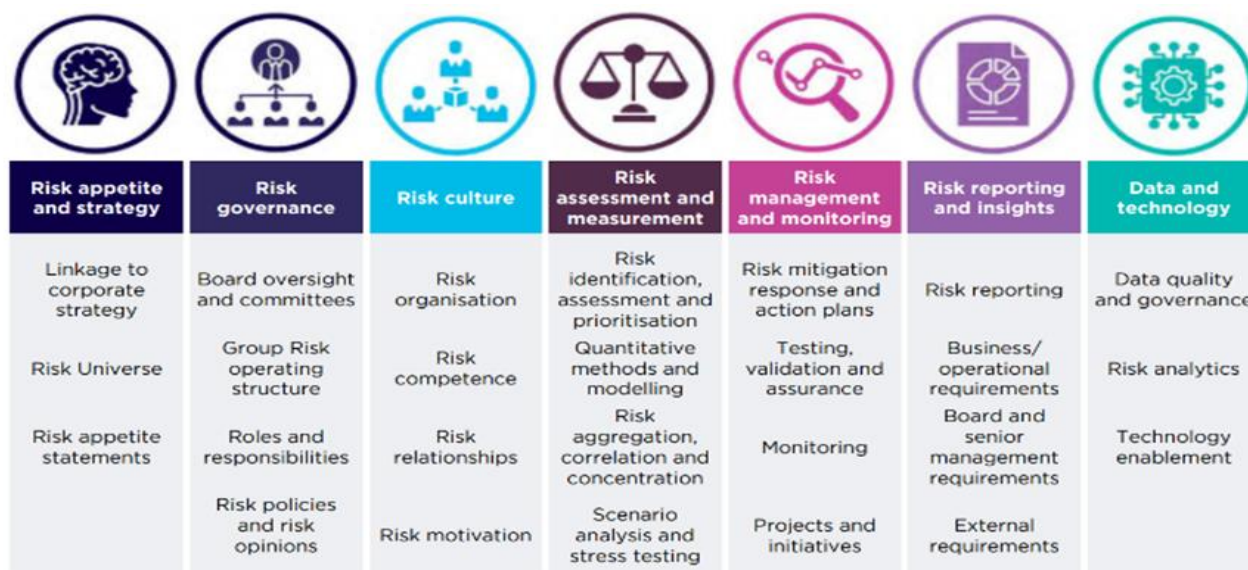 Risk appetite
and strategy
Risk
governance
Risk culture
Risk
assessment and
measurement
Risk
management
and monitoring
Risk reporting
and insights
Data and
technology
Linkage to
corporate
strategy
Board oversight
and committees
Risk
organisation
Risk
identification,
assessment and
prioritisation
Risk mitigation
response and
action plans
Risk reporting
Data quality
and governance
Risk Universe
Group Risk
operating
structure
Risk
competence
Quantitative
methods and
modelling
Testing,
validation and
assurance
Business/
operational
requirements
Risk analytics
Risk appetite
statements
Roles and
responsibilities
Risk
relationships
Risk
aggregation,
correlation and
concentration
Monitoring
Board and
senior
management
requirements
Technology
enablement
Risk policies
and risk
opinions
Risk motivation
Scenario
analysis and
stress testing
Projects and
initiatives
External
requirements